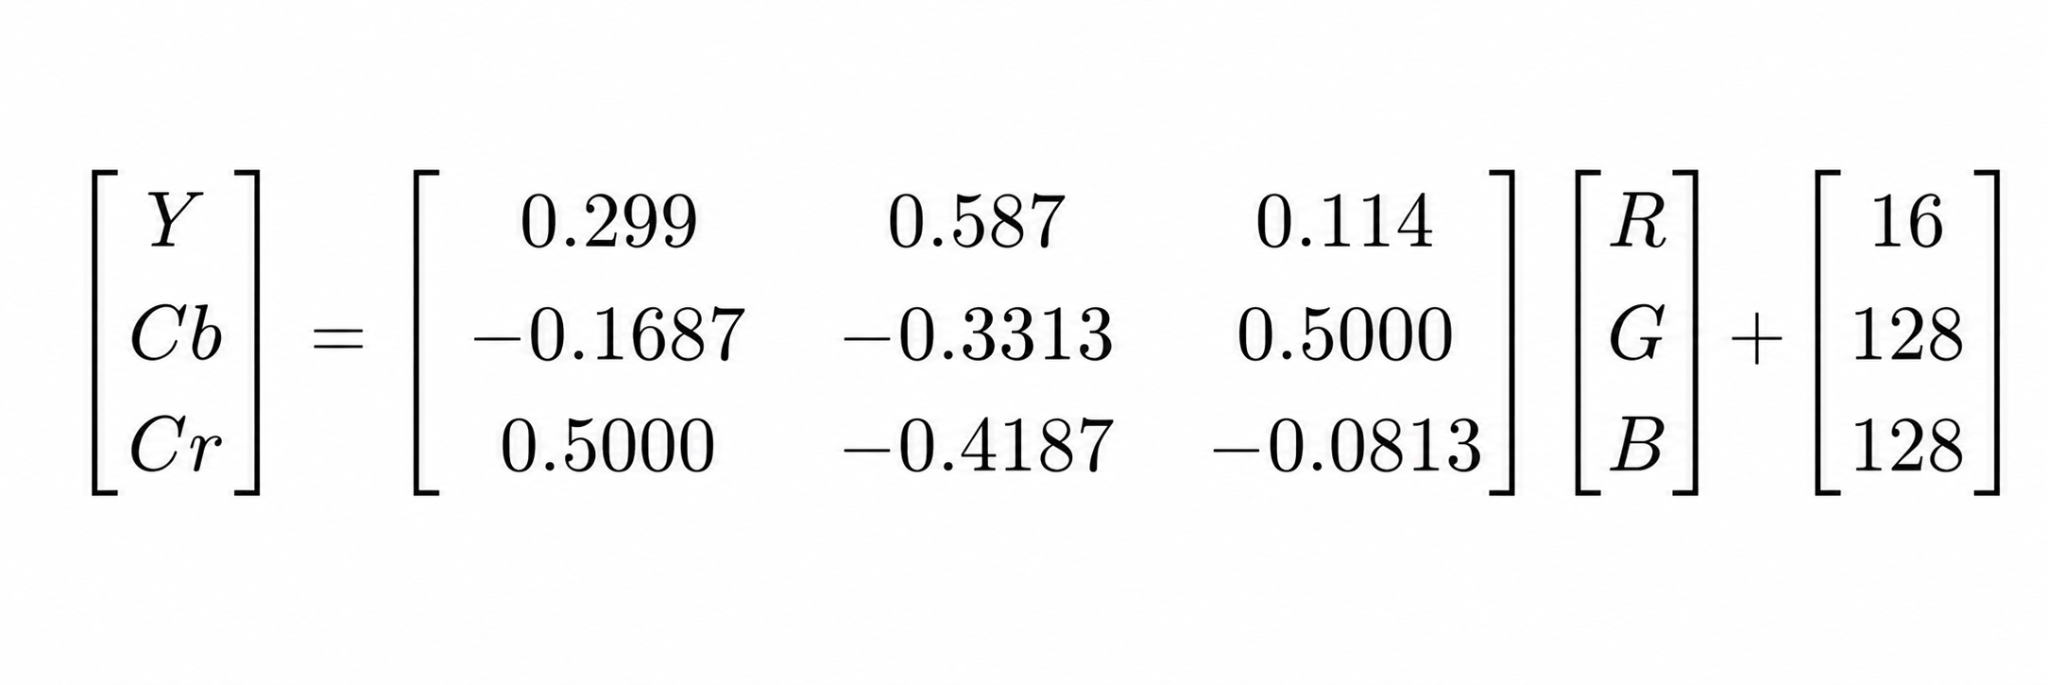 Y 0.299 0.587 0.114 R 16
Cb = −0.1687 −0.3313 0.5000 G + 128
Cr 0.5000 −0.4187 −0.0813 B 128